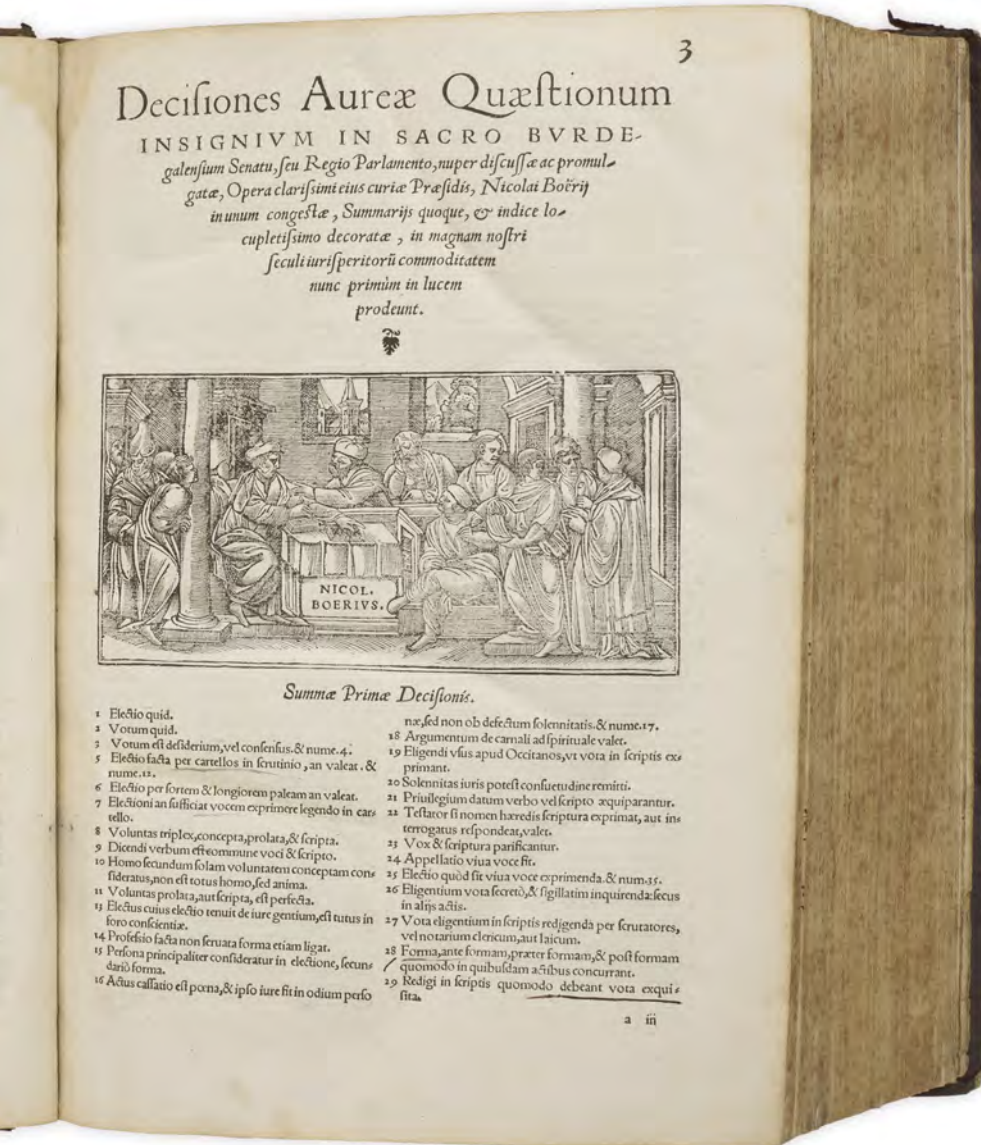 3
Deciſiones Aureæ Quæſtionum
INSIGNIVM IN SACRO BVRDE-
galenſium Senatu, ſeu Regio Parlamento, nuper diſcuſſæ ac promul-
gatæ, Opera clariſsimi eius curiæ Præſidis, Nicolai Boërij
in unum congeſtæ, Summarijs quoque, & indice lo-
cupletiſsimo decoratæ, in magnam noſtri
ſeculi iuriſperitorū commoditatem
nunc primùm in lucem
prodeunt.
NICOL.
BOERIVS.
Summæ Primæ Deciſionis.
1 Electio quid.
2 Votum quid.
3 Votum eſt deſiderium, vel conſenſus. & nume. 4.
5 Electio facta per cartellos in ſcrutinio, an valeat. &
nume. 12.
6 Electio per ſortem & longiorem paleam an valeat.
7 Electioni an ſufficiat vocem exprimere legendo in car-
tello.
8 Voluntas triplex, concepta, prolata, & ſcripta.
9 Dicendi verbum eſt commune voci & ſcripto.
10 Homo ſecundum ſolam voluntatem conceptam con-
ſideratus, non eſt totus homo, ſed anima.
11 Voluntas prolata, aut ſcripta, eſt perfecta.
13 Electus cuius electio tenuit de iure gentium, eſt tutus in
foro conſcientiæ.
14 Profeſsio facta non ſeruata forma etiam ligat.
15 Perſona principaliter conſideratur in electione, ſecun-
dariò forma.
16 Actus caſſatio eſt pœna, & ipſo iure fit in odium perſo
næ, ſed non ob defectum ſolennitatis. & nume. 17.
18 Argumentum de carnali ad ſpirituale valet.
19 Eligendi vſus apud Occitanos, vt vota in ſcriptis ex-
primant.
20 Solennitas iuris poteſt conſuetudine remitti.
21 Priuilegium datum verbo vel ſcripto æquiparantur.
22 Teſtator ſi nomen hæredis ſcriptura exprimat, aut in-
terrogatus reſpondeat, valet.
23 Vox & ſcriptura parificantur.
24 Appellatio viua voce fit.
25 Electio quòd ſit viua voce exprimenda. & num. 35.
26 Eligentium vota ſecretò, & ſigillatim inquirenda: ſecus
in alijs actis.
27 Vota eligentium in ſcriptis redigenda per ſcrutatores,
vel notarium clericum, aut laicum.
28 Forma, ante formam, præter formam, & poſt formam
quomodo in quibuſdam actibus concurrant.
29 Redigi in ſcriptis quomodo debeant vota exqui-
ſita.
a iii